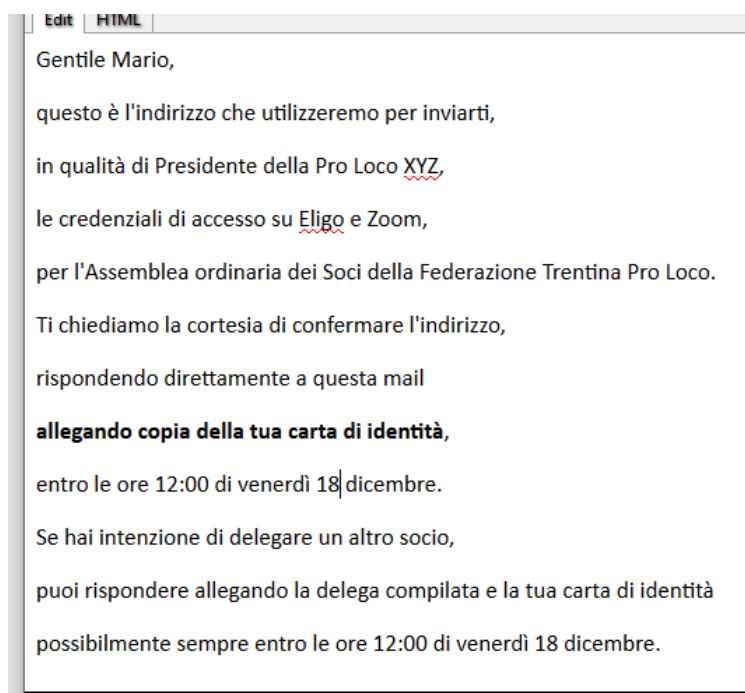 Edit HTML
Gentile Mario,
questo è l'indirizzo che utilizzeremo per inviarti,
in qualità di Presidente della Pro Loco XYZ,
le credenziali di accesso su Eligo e Zoom,
per l'Assemblea ordinaria dei Soci della Federazione Trentina Pro Loco.
Ti chiediamo la cortesia di confermare l'indirizzo,
rispondendo direttamente a questa mail
allegando copia della tua carta di identità,
entro le ore 12:00 di venerdì 18 dicembre.
Se hai intenzione di delegare un altro socio,
puoi rispondere allegando la delega compilata e la tua carta di identità
possibilmente sempre entro le ore 12:00 di venerdì 18 dicembre.